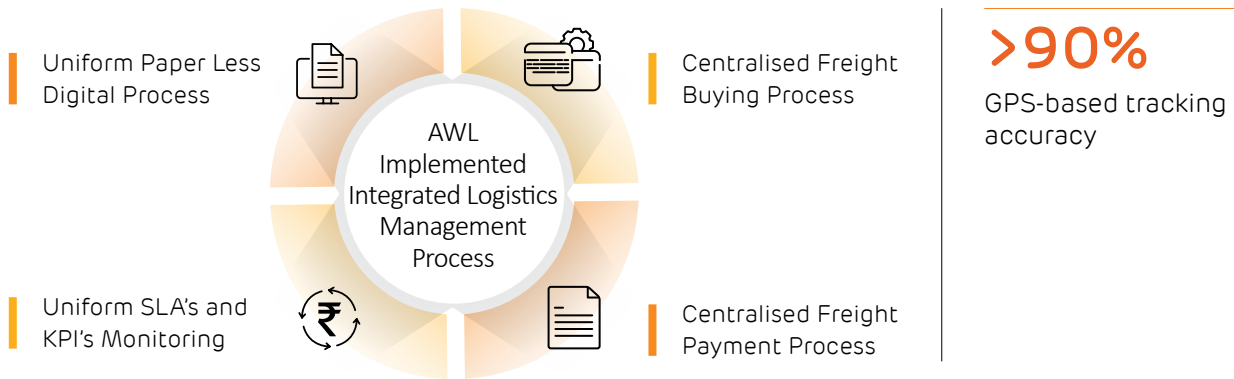 Uniform Paper Less
Digital Process
Centralised Freight
Buying Process
AWL
Implemented
Integrated Logistics
Management
Process
Uniform SLA's and
KPI's Monitoring
Centralised Freight
Payment Process
>90%
GPS-based tracking
accuracy